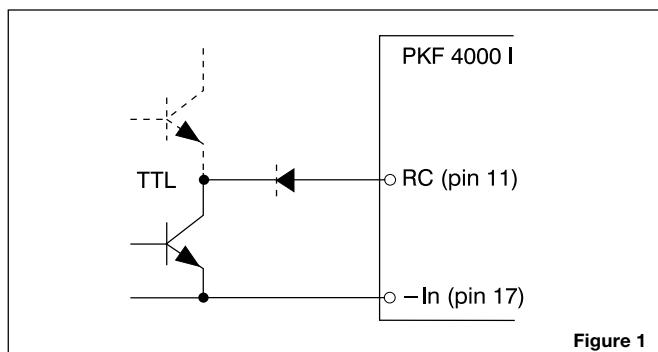 PKF 4000 I
TTL
RC (pin 11)
–In (pin 17)
Figure 1